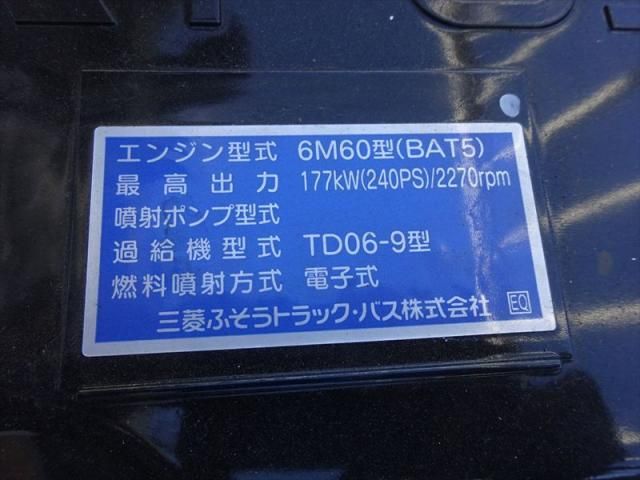 エンジン型式 6M60型(BAT5)
最高出力 177kW(240PS)/2270rpm
噴射ポンプ型式
過給機型式 TD06-9型
燃料噴射方式 電子式
三菱ふそうトラック・バス株式会社 EQ